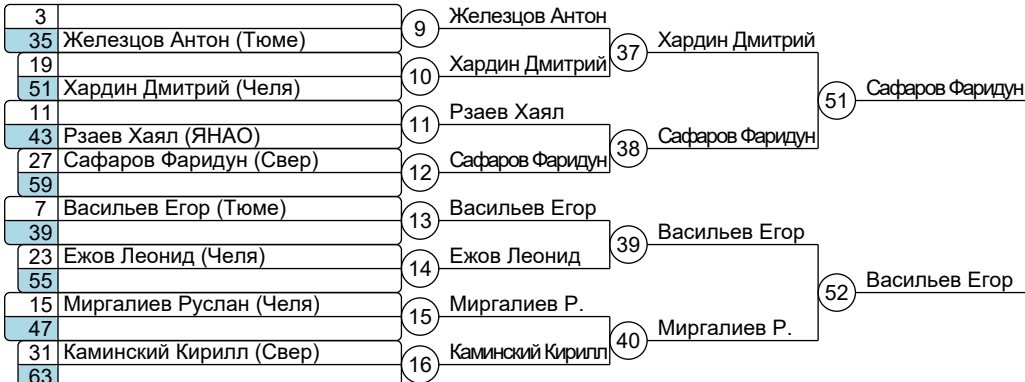 3
9
Железцов Антон
35 Железцов Антон (Тюме)
37
Хардин Дмитрий
19
10
Хардин Дмитрий
51 Хардин Дмитрий (Челя)
51
Сафаров Фаридун
11
11
Рзаев Хаял
43 Рзаев Хаял (ЯНАО)
38
Сафаров Фаридун
27 Сафаров Фаридун (Свер)
12
Сафаров Фаридун
59
7 Васильев Егор (Тюме)
13
Васильев Егор
39
39
Васильев Егор
23 Ежов Леонид (Челя)
14
Ежов Леонид
55
52
Васильев Егор
15 Миргалиев Руслан (Челя)
15
Миргалиев Р.
47
40
Миргалиев Р.
31 Каминский Кирилл (Свер)
16
Каминский Кирилл
63